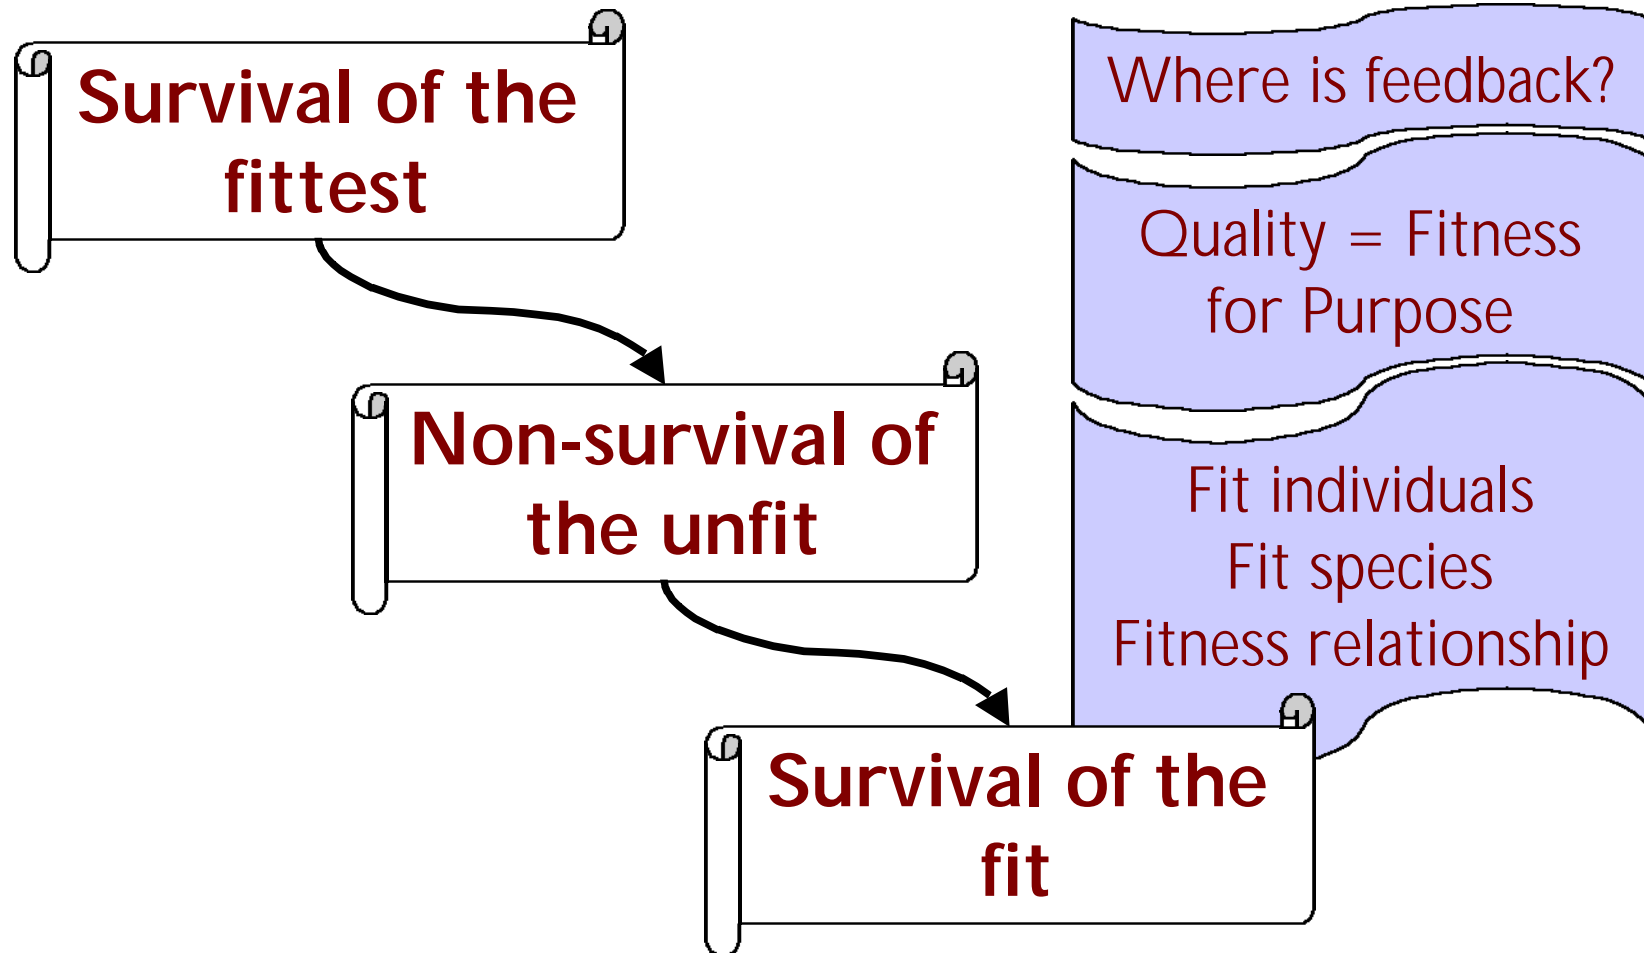 Survival of the
fittest
Non-survival of
the unfit
Survival of the
fit
Where is feedback?
Quality = Fitness
for Purpose
Fit individuals
Fit species
Fitness relationship